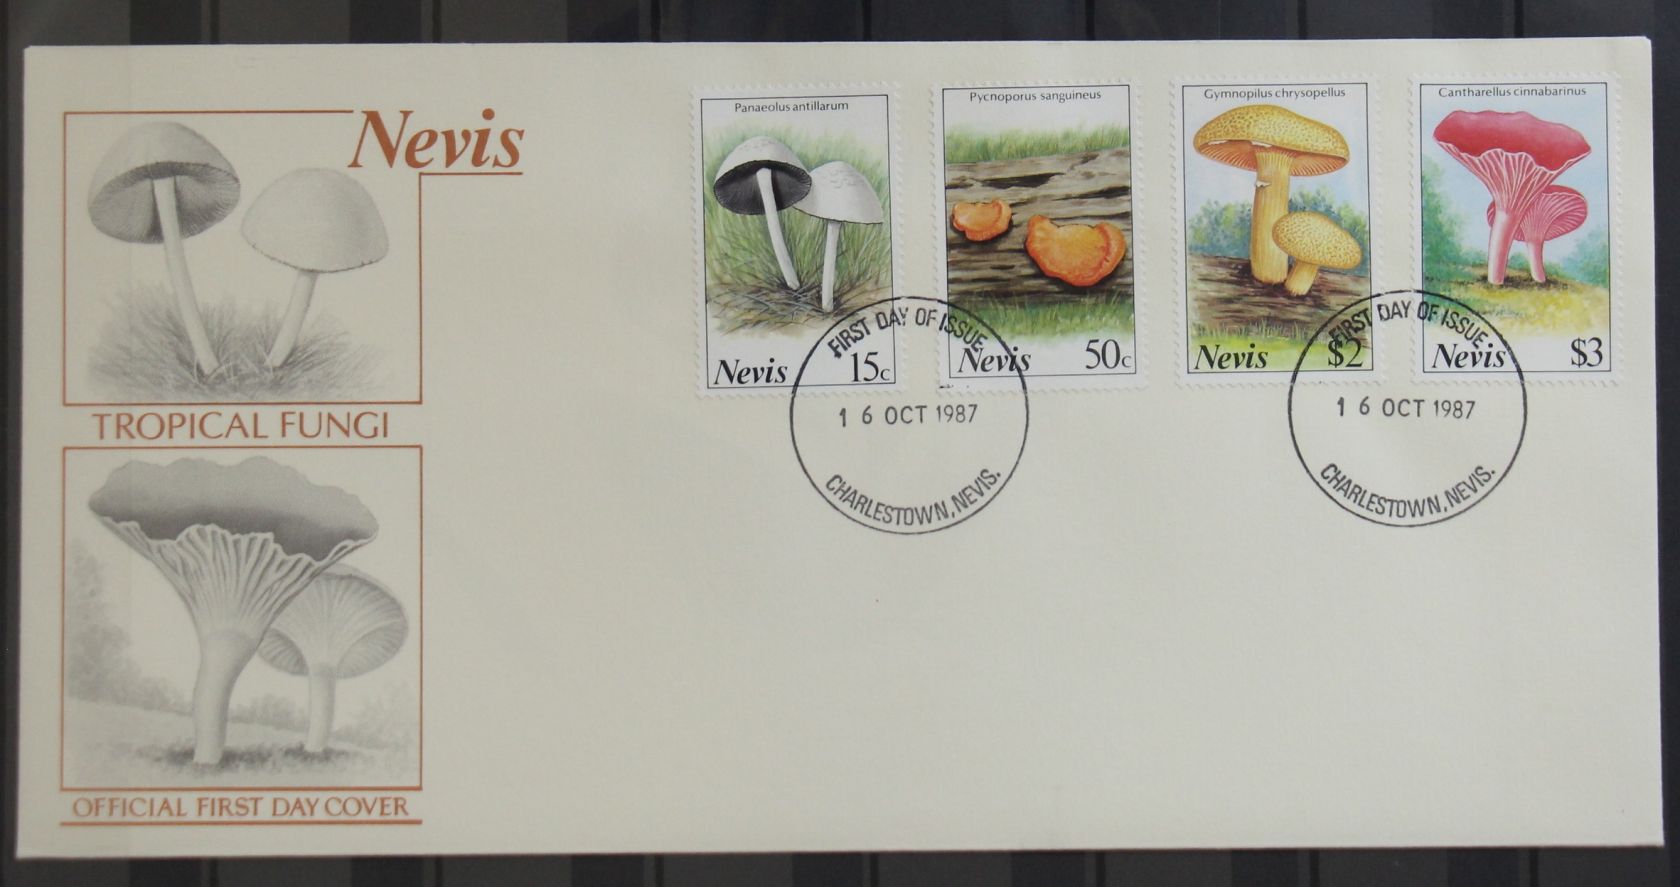 Nevis
TROPICAL FUNGI
OFFICIAL FIRST DAY COVER
Panaeolus antillarum
Nevis 15c
Pycnoporus sanguineus
Nevis 50c
Gymnopilus chrysopellus
Nevis $2
Cantharellus cinnabarinus
Nevis $3
FIRST DAY OF ISSUE
16 OCT 1987
CHARLESTOWN, NEVIS.
FIRST DAY OF ISSUE
16 OCT 1987
CHARLESTOWN, NEVIS.